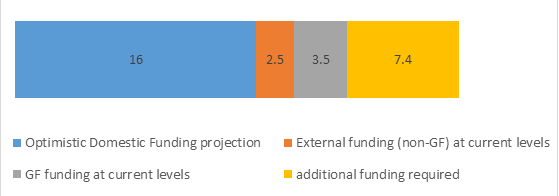 16 2.5 3.5 7.4
Optimistic Domestic Funding projection External funding (non-GF) at current levels
GF funding at current levels additional funding required